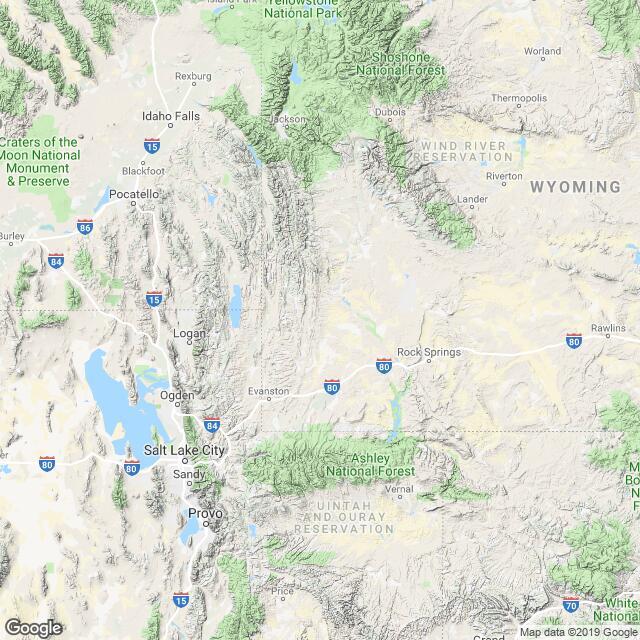 Island Park
Yellowstone
National Park
Worland
Shoshone
National Forest
Rexburg
Thermopolis
Jackson
Dubois
Idaho Falls
15
Craters of the
Moon National
Monument
& Preserve
WIND RIVER
RESERVATION
Blackfoot
Riverton
WYOMING
Pocatello
Lander
86
Burley
84
15
Logan
Rawlins
80
Rock Springs
80
80
Evanston
Ogden
84
Salt Lake City
80
80
Ashley
National Forest
Sandy
Vernal
UINTAH
AND OURAY
RESERVATION
Provo
Price
15
70
White
National
Google
Map data ©2019 Google